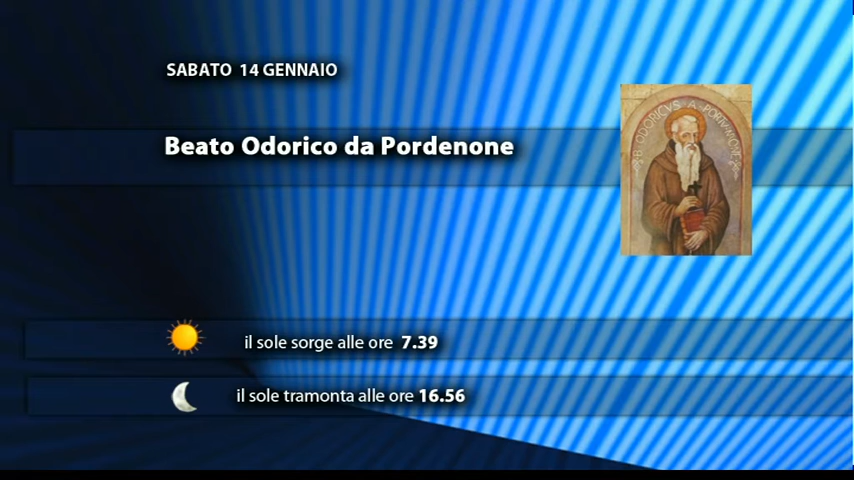 SABATO 14 GENNAIO
Beato Odorico da Pordenone
B ODORICVS A PORTVNAONE
il sole sorge alle ore 7.39
il sole tramonta alle ore 16.56